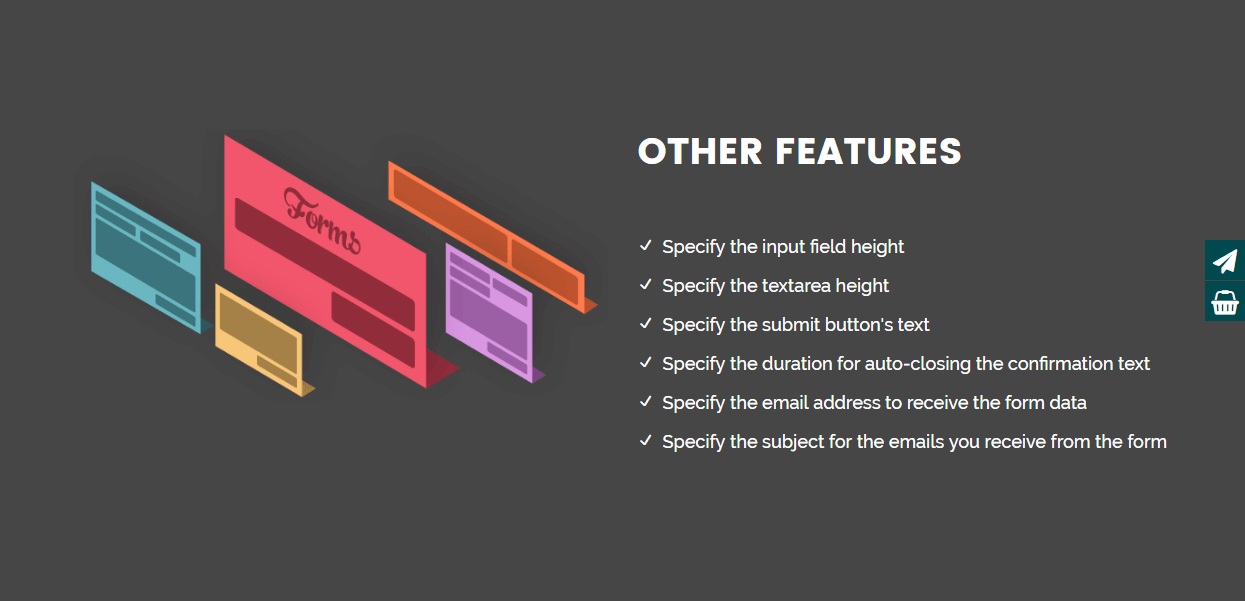 Forms
OTHER FEATURES
Specify the input field height
Specify the textarea height
Specify the submit button's text
Specify the duration for auto-closing the confirmation text
Specify the email address to receive the form data
Specify the subject for the emails you receive from the form